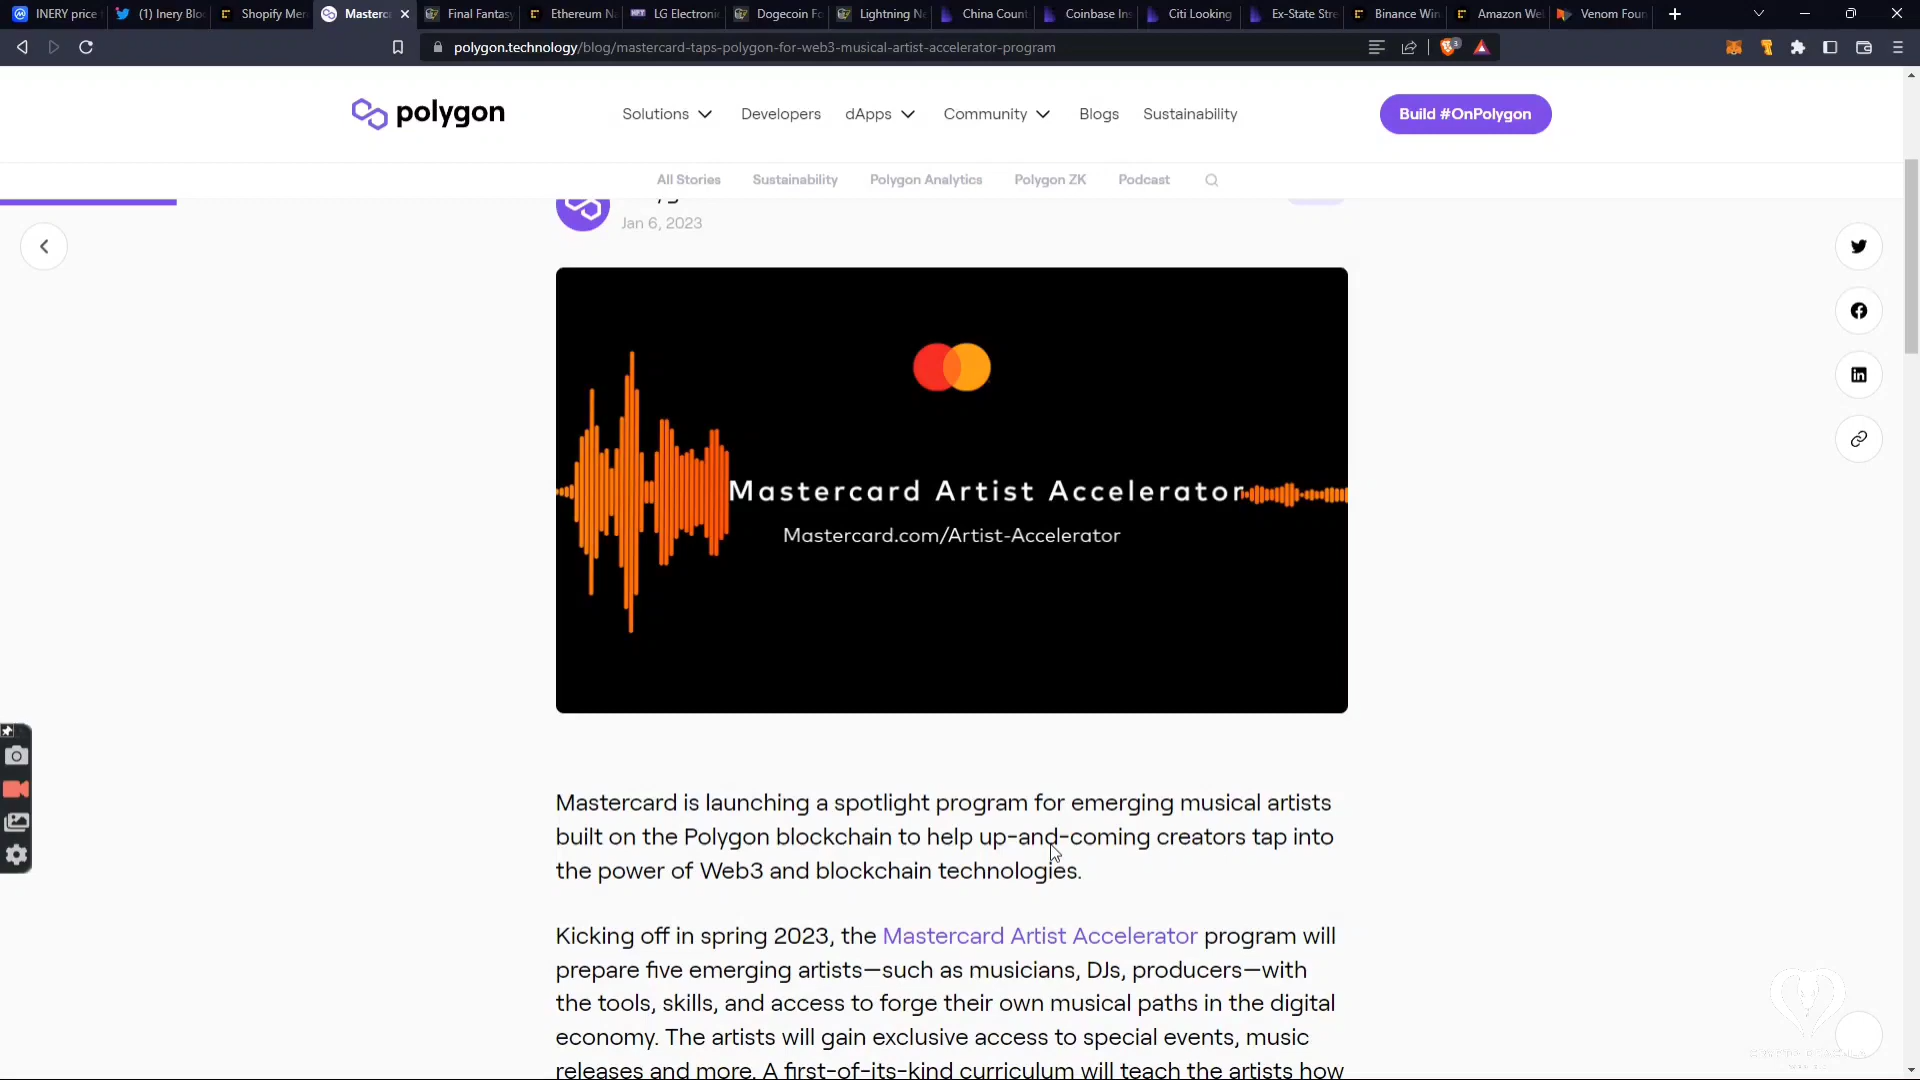 INERY price
(1) Inery Blo
Shopify Mer
Masterc
Final Fantasy
Ethereum N
LG Electroni
Dogecoin Fo
Lightning Ne
China Count
Coinbase Ins
Citi Looking
Ex-State Stre
Binance Win
Amazon We
Venom Foun
polygon.technology/blog/mastercard-taps-polygon-for-web3-musical-artist-accelerator-program
polygon
Solutions
Developers
dApps
Community
Blogs
Sustainability
Build #OnPolygon
All Stories
Sustainability
Polygon Analytics
Polygon ZK
Podcast
Jan 6, 2023
Mastercard Artist Accelerator
Mastercard.com/Artist-Accelerator
Mastercard is launching a spotlight program for emerging musical artists
built on the Polygon blockchain to help up-and-coming creators tap into
the power of Web3 and blockchain technologies.
Kicking off in spring 2023, the Mastercard Artist Accelerator program will
prepare five emerging artists—such as musicians, DJs, producers—with
the tools, skills, and access to forge their own musical paths in the digital
economy. The artists will gain exclusive access to special events, music
releases and more. A first-of-its-kind curriculum will teach the artists how